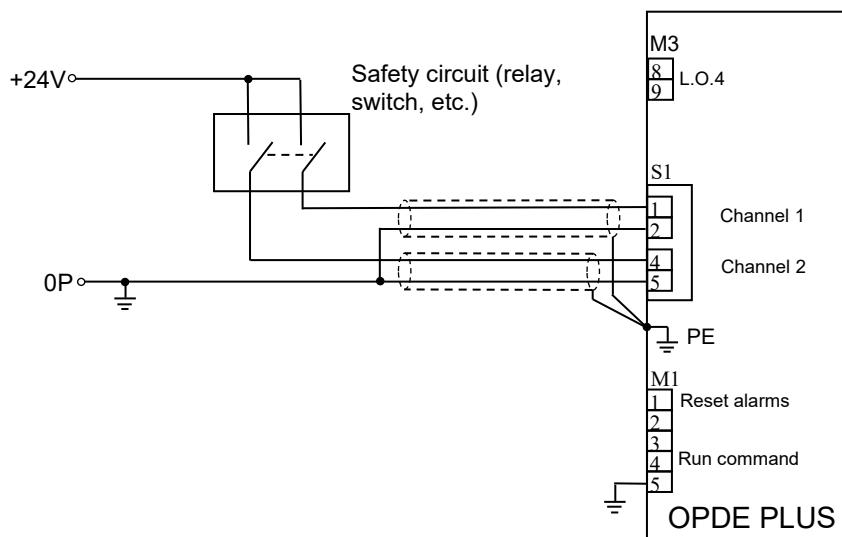 M3
8
L.O.4
9
+24V
Safety circuit (relay,
switch, etc.)
S1
1
Channel 1
2
4
Channel 2
5
0P
PE
M1
1
Reset alarms
2
3
4
Run command
5
OPDE PLUS